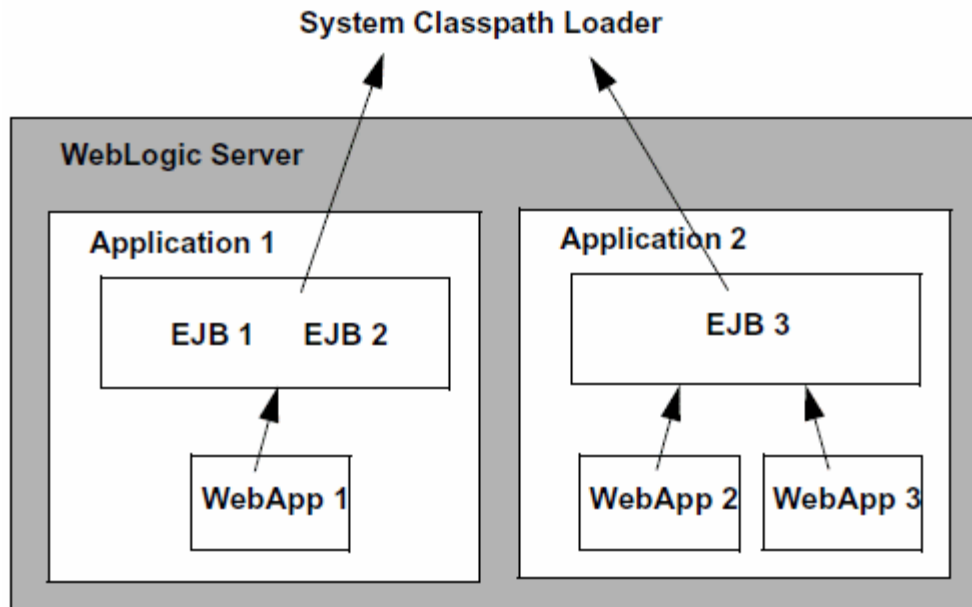 System Classpath Loader
WebLogic Server
Application 1
EJB 1 EJB 2
WebApp 1
Application 2
EJB 3
WebApp 2
WebApp 3